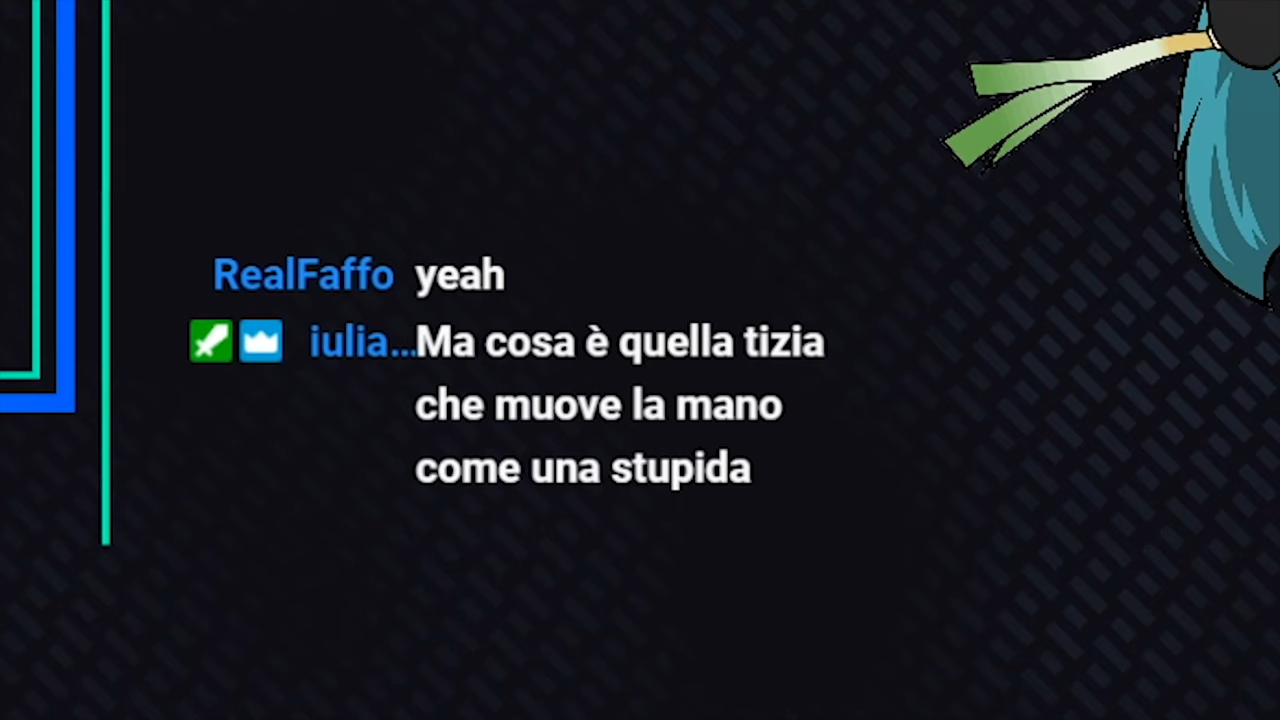 RealFaffo yeah
iulia...Ma cosa è quella tizia
che muove la mano
come una stupida